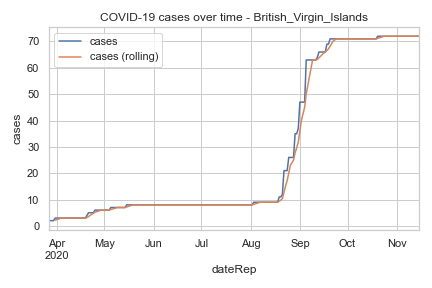 COVID-19 cases over time - British_Virgin_Islands
cases
cases (rolling)
cases
70
60
50
40
30
20
10
0
Apr May Jun Jul Aug Sep Oct Nov
2020
dateRep